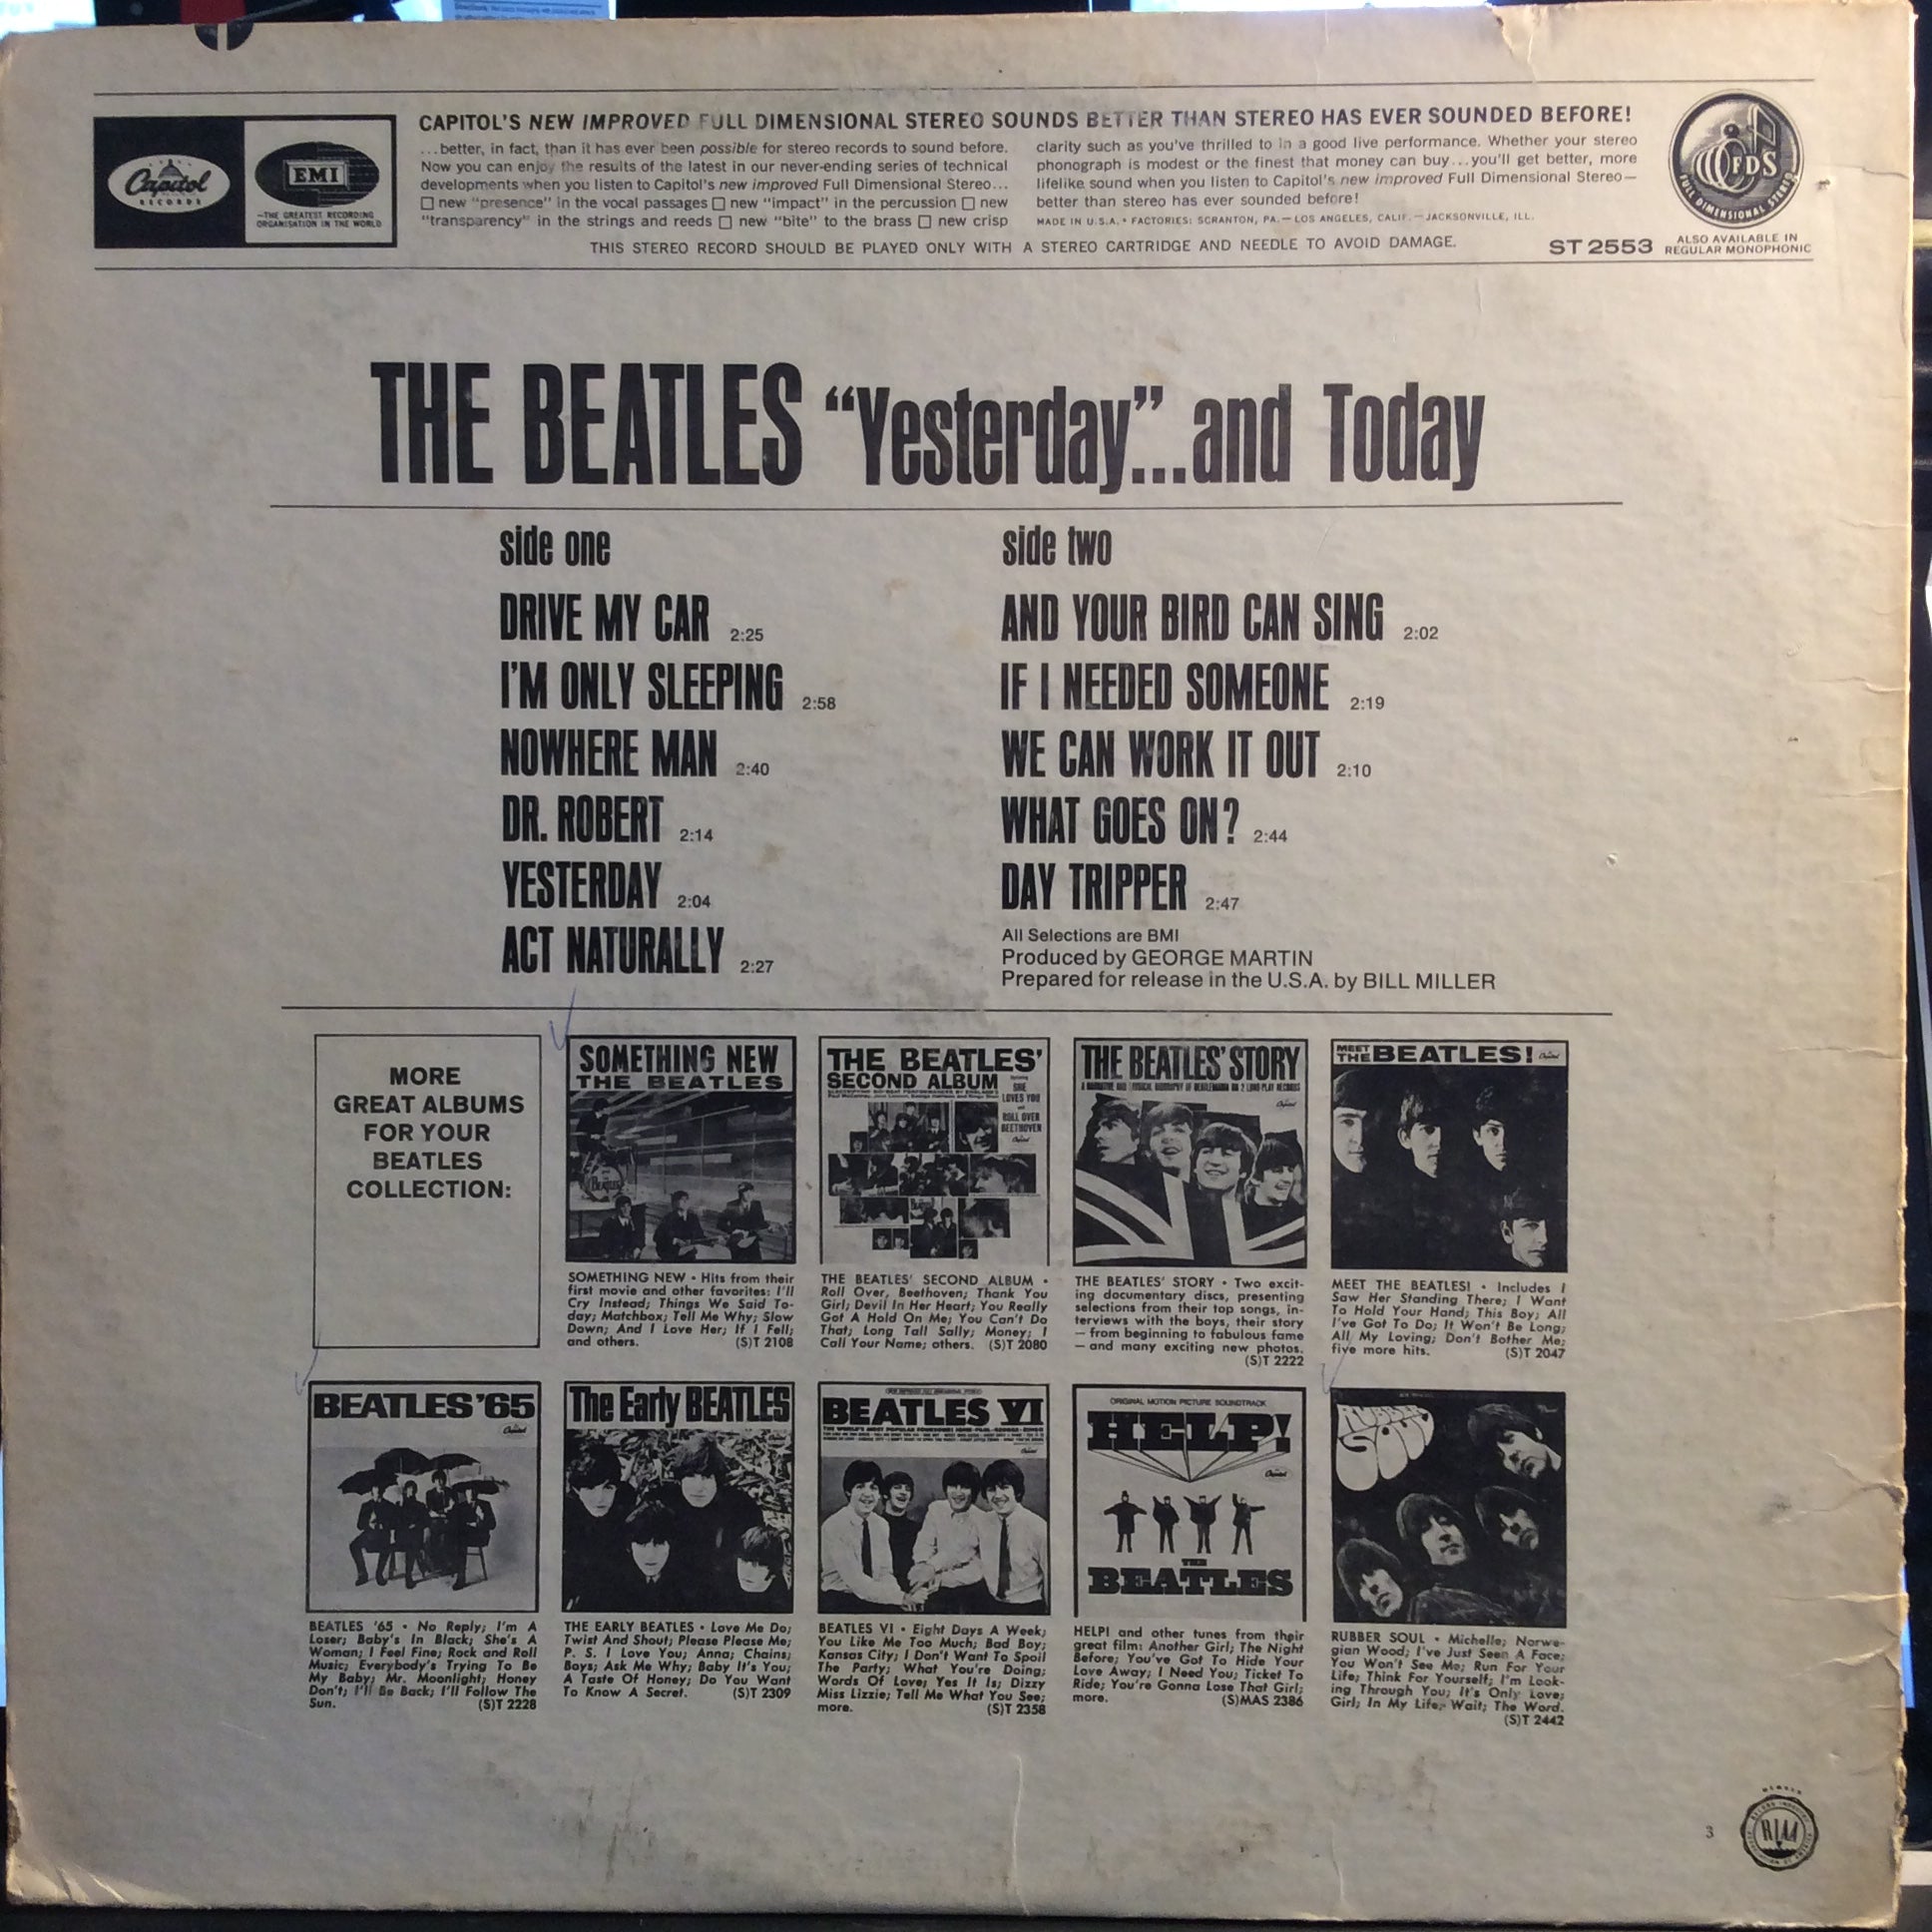 Capitol
RECORDS
EMI
—THE GREATEST RECORDING
ORGANISATION IN THE WORLD
CAPITOL'S NEW IMPROVED FULL DIMENSIONAL STEREO SOUNDS BETTER THAN STEREO HAS EVER SOUNDED BEFORE!
...better, in fact, than it has ever been possible for stereo records to sound before.
Now you can enjoy the results of the latest in our never-ending series of technical
developments when you listen to Capitol's new improved Full Dimensional Stereo...
☐ new "presence" in the vocal passages ☐ new "impact" in the percussion ☐ new
"transparency" in the strings and reeds ☐ new "bite" to the brass ☐ new crisp
clarity such as you've thrilled to in a good live performance. Whether your stereo
phonograph is modest or the finest that money can buy...you'll get better, more
lifelike sound when you listen to Capitol's new improved Full Dimensional Stereo—
better than stereo has ever sounded before!
MADE IN U.S.A. • FACTORIES: SCRANTON, PA.—LOS ANGELES, CALIF.—JACKSONVILLE, ILL.
THIS STEREO RECORD SHOULD BE PLAYED ONLY WITH A STEREO CARTRIDGE AND NEEDLE TO AVOID DAMAGE.
ST 2553
FDS
FULL DIMENSIONAL STEREO
ALSO AVAILABLE IN
REGULAR MONOPHONIC
THE BEATLES "Yesterday"...and Today
side one
DRIVE MY CAR 2:25
I'M ONLY SLEEPING 2:58
NOWHERE MAN 2:40
DR. ROBERT 2:14
YESTERDAY 2:04
ACT NATURALLY 2:27
side two
AND YOUR BIRD CAN SING 2:02
IF I NEEDED SOMEONE 2:19
WE CAN WORK IT OUT 2:10
WHAT GOES ON? 2:44
DAY TRIPPER 2:47
All Selections are BMI
Produced by GEORGE MARTIN
Prepared for release in the U.S.A. by BILL MILLER
MORE
GREAT ALBUMS
FOR YOUR
BEATLES
COLLECTION:
SOMETHING NEW
THE BEATLES
SOMETHING NEW • Hits from their
first movie and other favorites: I'll
Cry Instead; Things We Said To-
day; Matchbox; Tell Me Why; Slow
Down; And I Love Her; If I Fell;
and others. (S)T 2108
THE BEATLES'
SECOND ALBUM
SHE
LOVES YOU
ROLL OVER
BEETHOVEN
THE BEATLES' SECOND ALBUM •
Roll Over, Beethoven; Thank You
Girl; Devil In Her Heart; You Really
Got A Hold On Me; You Can't Do
That; Long Tall Sally; Money; I
Call Your Name; others. (S)T 2080
THE BEATLES' STORY
THE BEATLES' STORY • Two excit-
ing documentary discs, presenting
selections from their top songs, in-
terviews with the boys, their story
—from beginning to fabulous fame
—and many exciting new photos.
(S)T 2222
MEET
THE BEATLES!
MEET THE BEATLES! • Includes I
Saw Her Standing There; I Want
To Hold Your Hand; This Boy; All
I've Got To Do; It Won't Be Long;
All My Loving; Don't Bother Me;
five more hits. (S)T 2047
BEATLES '65
BEATLES '65 • No Reply; I'm A
Loser; Baby's In Black; She's A
Woman; I Feel Fine; Rock and Roll
Music; Everybody's Trying To Be
My Baby; Mr. Moonlight; Honey
Don't; I'll Be Back; I'll Follow The
Sun. (S)T 2228
The Early BEATLES
THE EARLY BEATLES • Love Me Do;
Twist And Shout; Please Please Me;
P. S. I Love You; Anna; Chains;
Boys; Ask Me Why; Baby It's You;
A Taste Of Honey; Do You Want
To Know A Secret. (S)T 2309
BEATLES VI
BEATLES VI • Eight Days A Week;
You Like Me Too Much; Bad Boy;
Kansas City; I Don't Want To Spoil
The Party; What You're Doing;
Words Of Love; Yes It Is; Dizzy
Miss Lizzie; Tell Me What You See;
more. (S)T 2358
ORIGINAL MOTION PICTURE SOUNDTRACK
HELP!
THE
BEATLES
HELP! and other tunes from their
great film: Another Girl; The Night
Before; You've Got To Hide Your
Love Away; I Need You; Ticket To
Ride; You're Gonna Lose That Girl;
more. (S)MAS 2386
RUBBER
SOUL
RUBBER SOUL • Michelle; Norwe-
gian Wood; I've Just Seen A Face;
You Won't See Me; Run For Your
Life; Think For Yourself; I'm Look-
ing Through You; It's Only Love;
Girl; In My Life; Wait; The Word.
(S)T 2442
3
MEMBER
RIAA